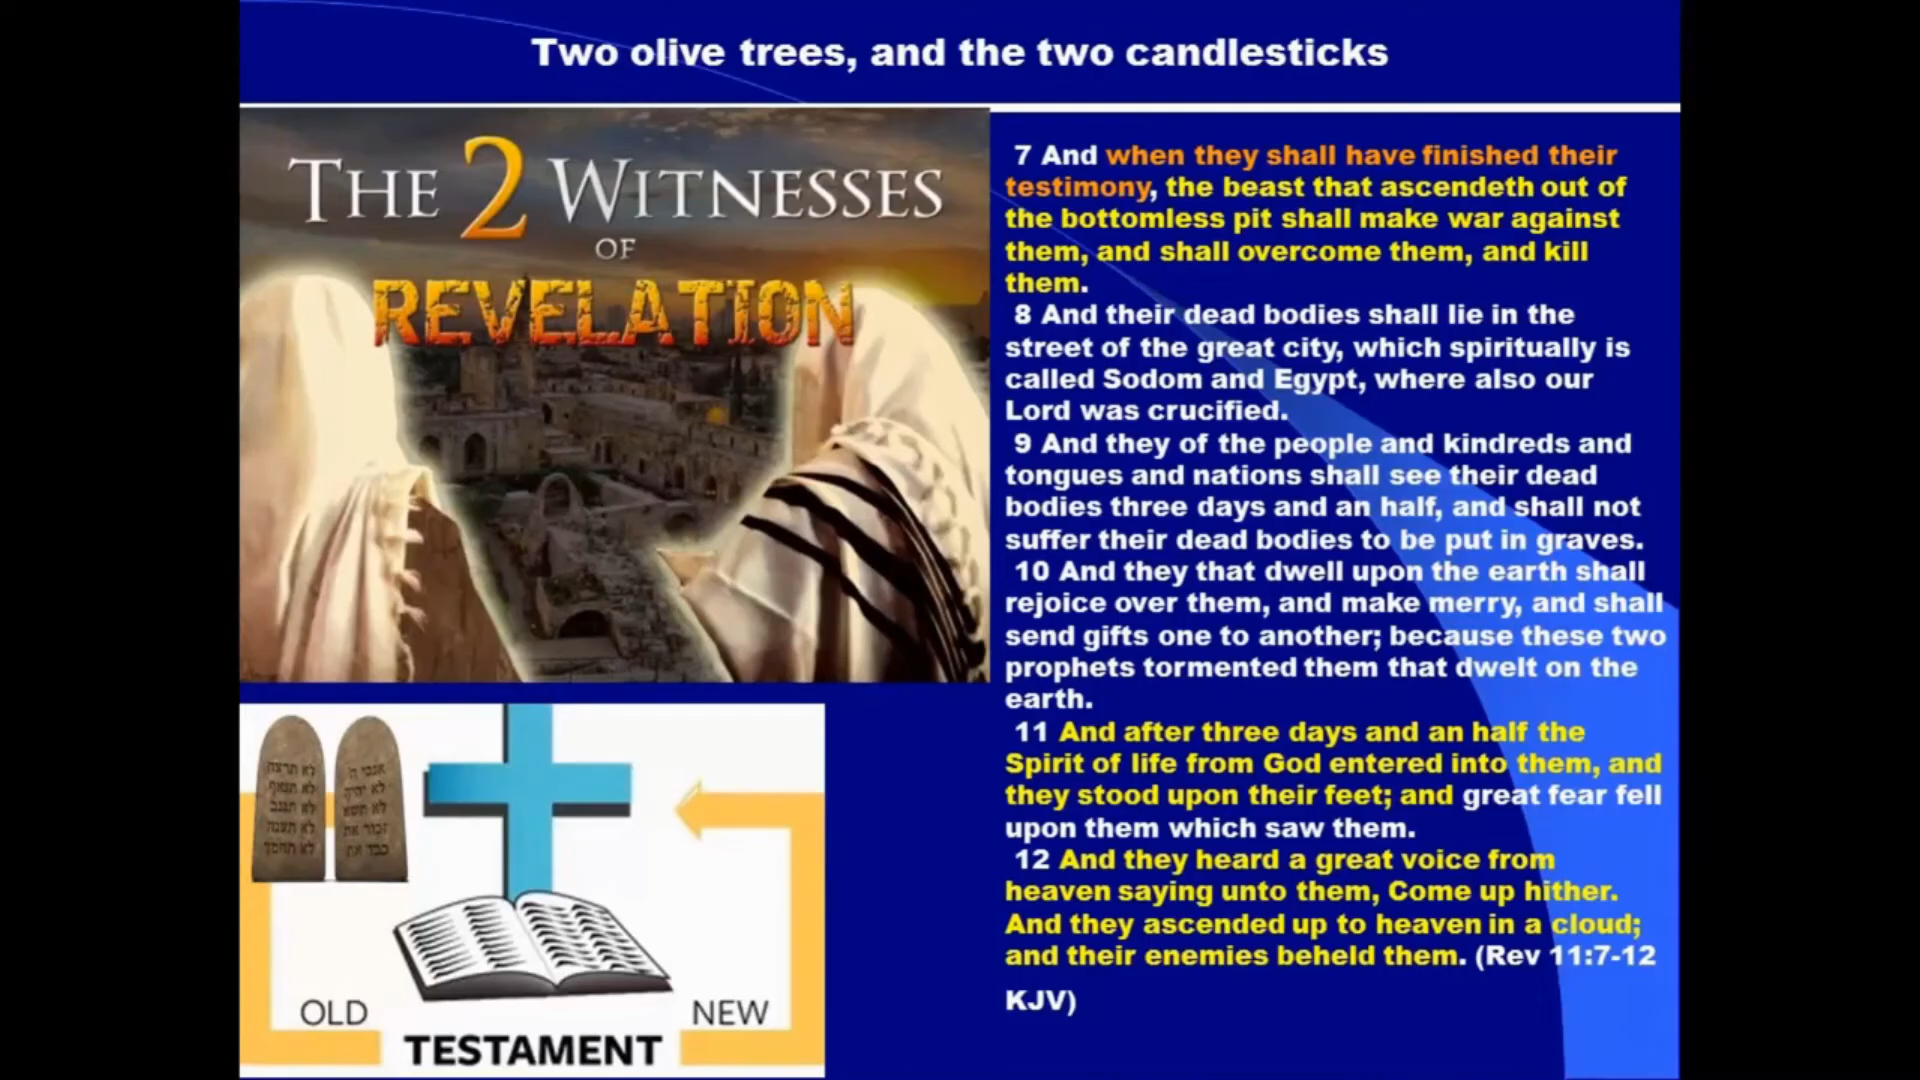 Two olive trees, and the two candlesticks
THE 2 WITNESSES
OF
REVELATION
7 And when they shall have finished their
testimony, the beast that ascendeth out of
the bottomless pit shall make war against
them, and shall overcome them, and kill
them.
8 And their dead bodies shall lie in the
street of the great city, which spiritually is
called Sodom and Egypt, where also our
Lord was crucified.
9 And they of the people and kindreds and
tongues and nations shall see their dead
bodies three days and an half, and shall not
suffer their dead bodies to be put in graves.
10 And they that dwell upon the earth shall
rejoice over them, and make merry, and shall
send gifts one to another; because these two
prophets tormented them that dwelt on the
earth.
11 And after three days and an half the
Spirit of life from God entered into them, and
they stood upon their feet; and great fear fell
upon them which saw them.
12 And they heard a great voice from
heaven saying unto them, Come up hither.
And they ascended up to heaven in a cloud;
and their enemies beheld them. (Rev 11:7-12
KJV)
OLD
NEW
TESTAMENT